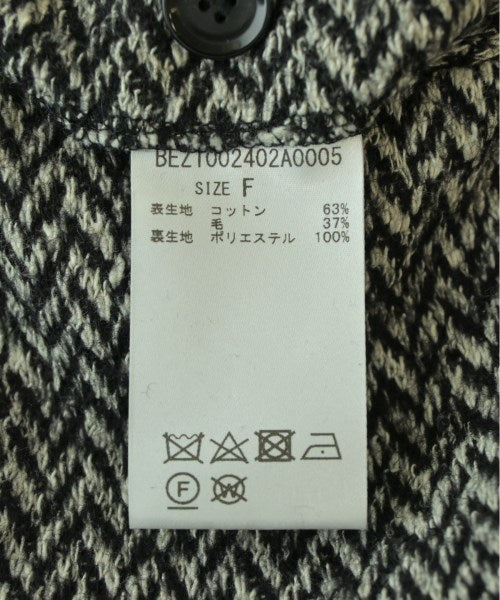 BEZ1002402A0005
SIZE F
表生地 コットン 63%
毛 37%
裏生地 ポリエステル 100%
F
W